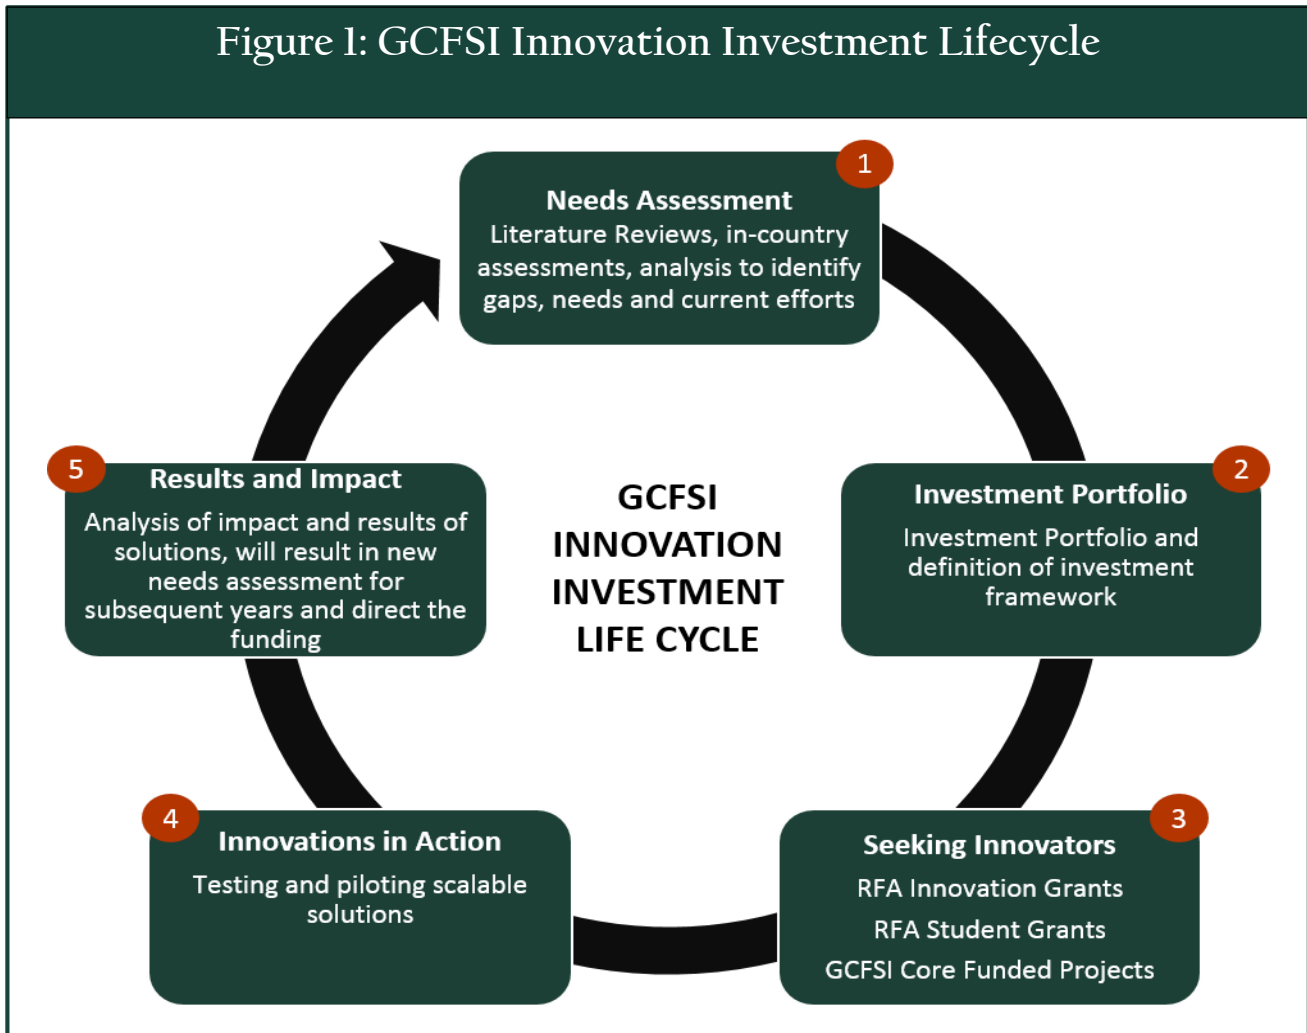 Figure 1: GCFSI Innovation Investment Lifecycle
1
Needs Assessment
Literature Reviews, in-country
assessments, analysis to identify
gaps, needs and current efforts
2
Investment Portfolio
Investment Portfolio and
definition of investment
framework
3
Seeking Innovators
RFA Innovation Grants
RFA Student Grants
GCFSI Core Funded Projects
4
Innovations in Action
Testing and piloting scalable
solutions
5
Results and Impact
Analysis of impact and results of
solutions, will result in new
needs assessment for
subsequent years and direct the
funding
GCFSI
INNOVATION
INVESTMENT
LIFE CYCLE